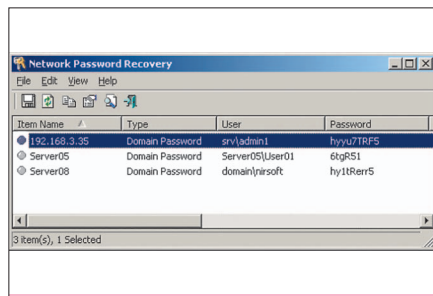 Network Password Recovery
File Edit View Help
Item Name / Type User Password
192.168.3.35 Domain Password srv\admin1 hyyu7TRF5
Server05 Domain Password Server05\User01 6tgR51
Server08 Domain Password domain\nirsoft hy1tRerr5
3 item(s), 1 Selected